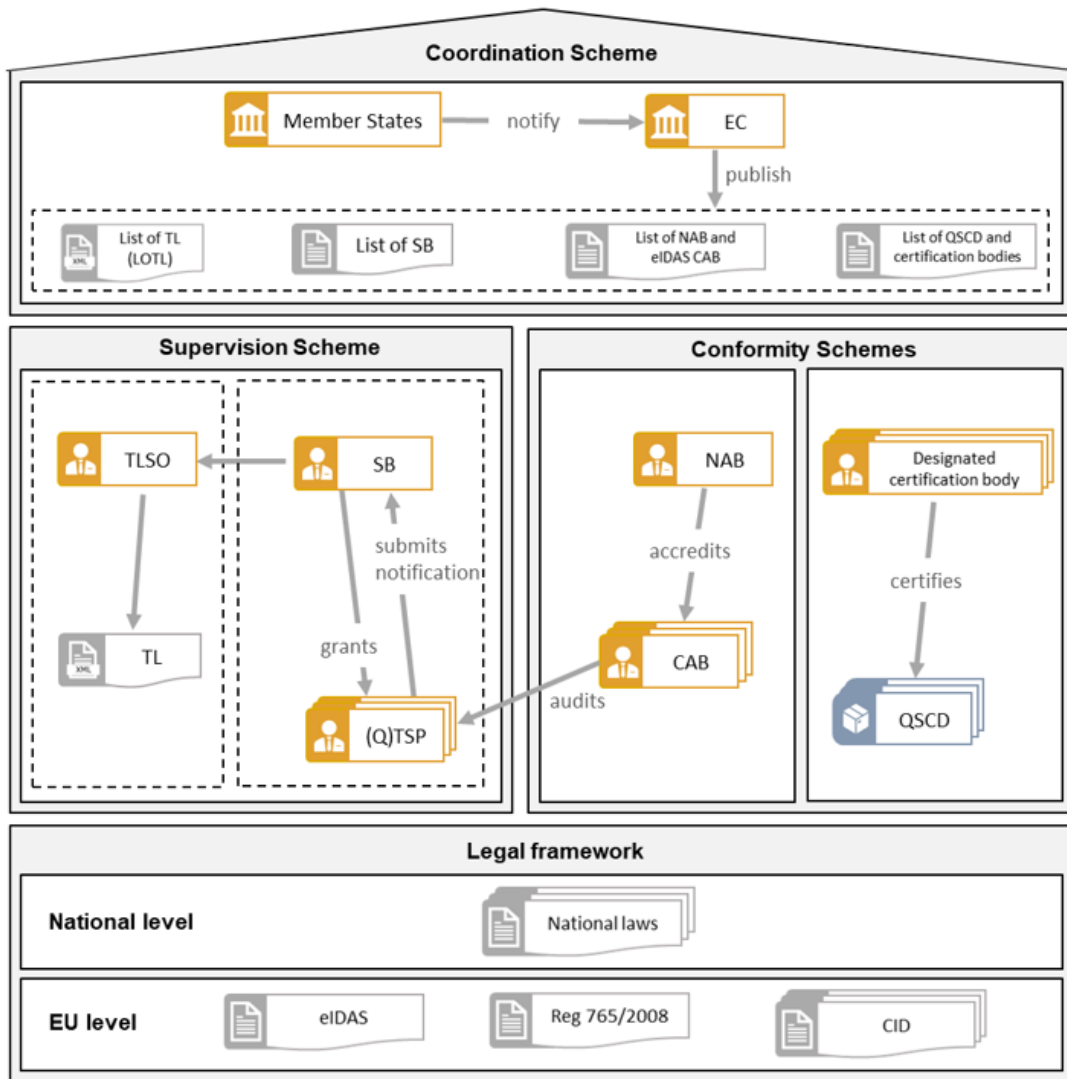 Coordination Scheme
Member States
notify
EC
publish
XML
List of TL
(LOTL)
List of SB
List of NAB and
eIDAS CAB
List of QSCD and
certification bodies
Supervision Scheme
Conformity Schemes
TLSO
SB
NAB
Designated
certification body
submits
notification
accredits
certifies
XML
TL
grants
CAB
audits
(Q)TSP
QSCD
Legal framework
National level
National laws
EU level
eIDAS
Reg 765/2008
CID